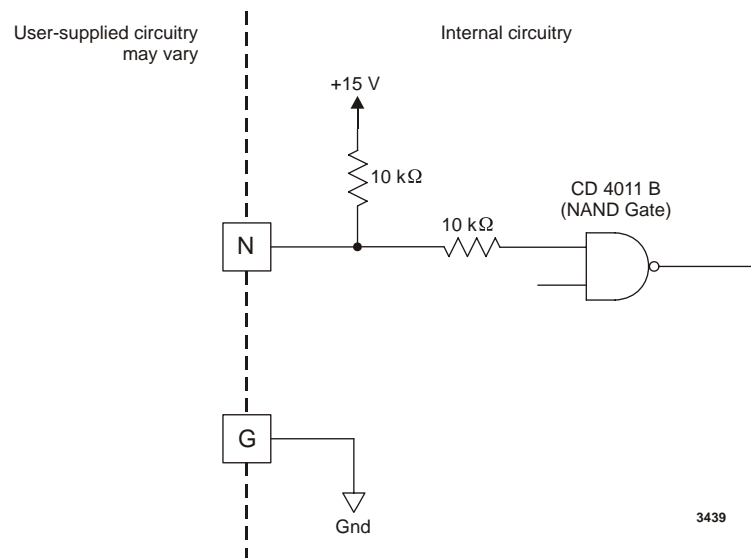 User-supplied circuitry
may vary
Internal circuitry
+15 V
10 kΩ
CD 4011 B
(NAND Gate)
10 kΩ
N
G
Gnd
3439